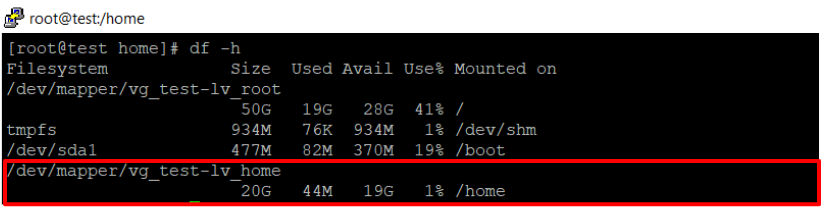 root@test:/home
[root@test home]# df -h
Filesystem Size Used Avail Use% Mounted on
/dev/mapper/vg_test-lv_root
50G 19G 28G 41% /
tmpfs 934M 76K 934M 1% /dev/shm
/dev/sda1 477M 82M 370M 19% /boot
/dev/mapper/vg_test-lv_home
20G 44M 19G 1% /home